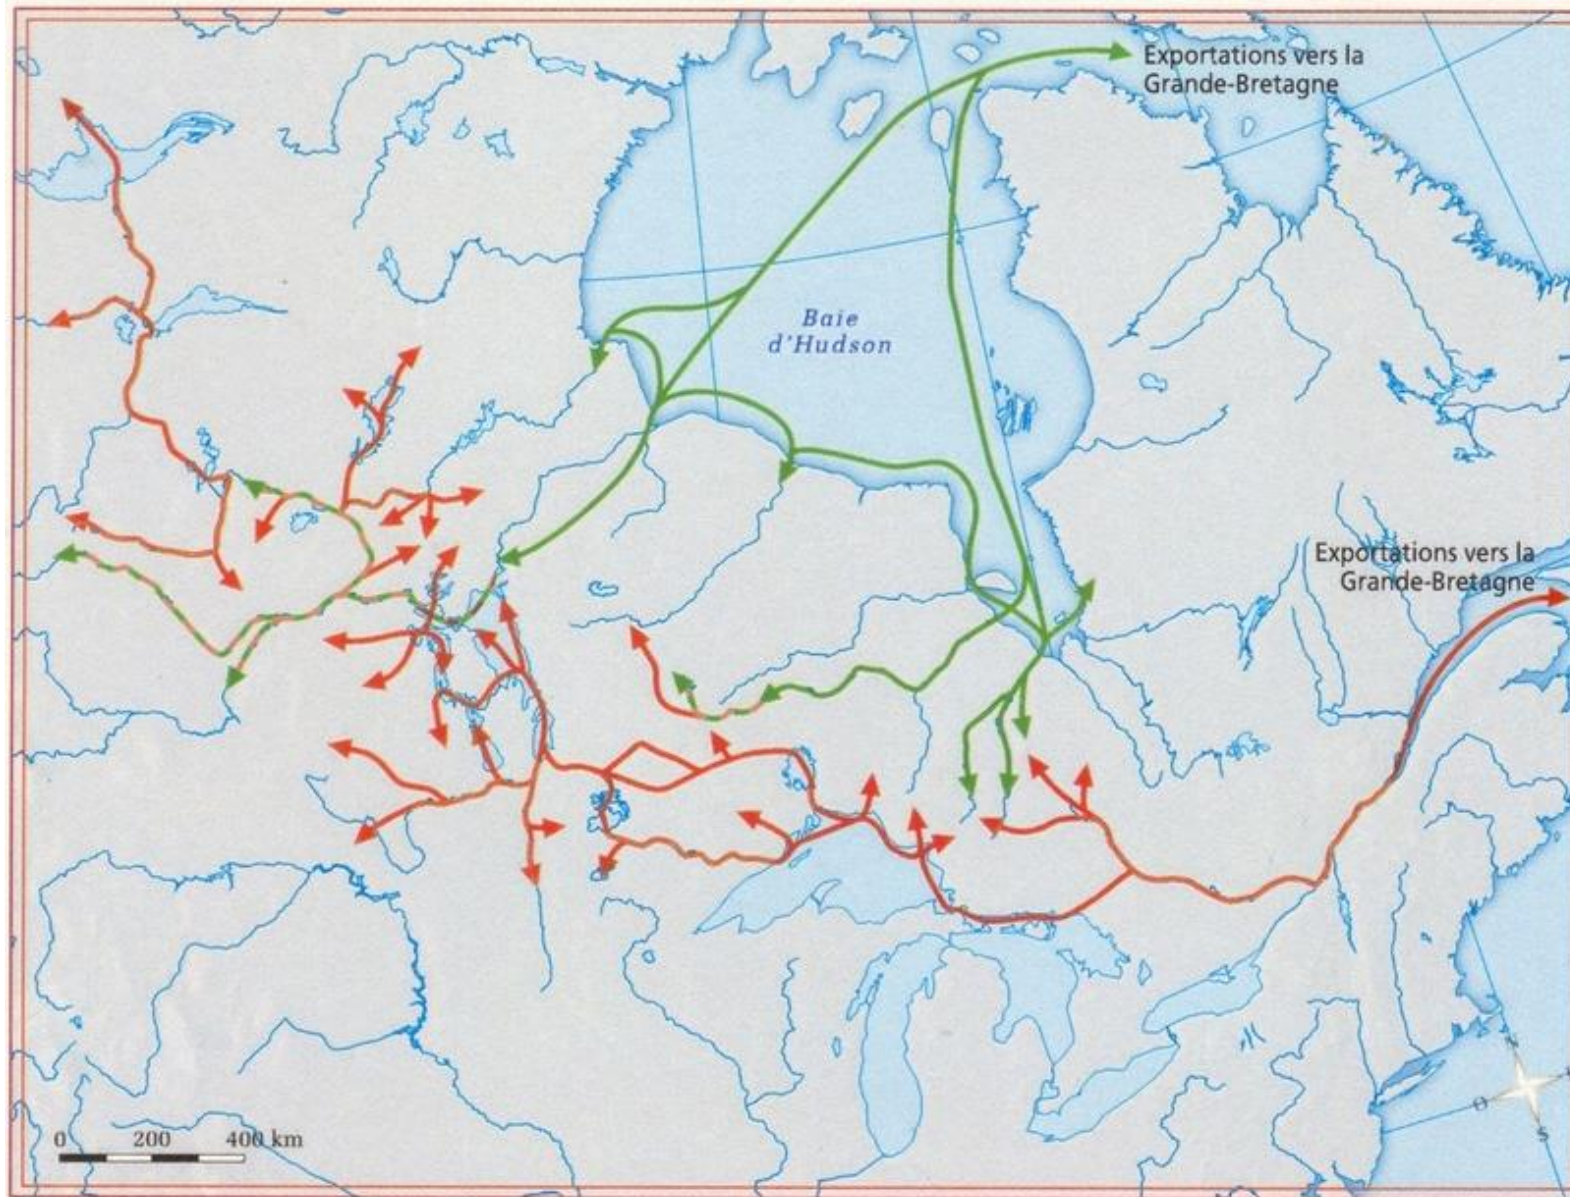 Exportations vers la
Grande-Bretagne
Baie
d'Hudson
Exportations vers la
Grande-Bretagne
0 200 400 km
N
O
S